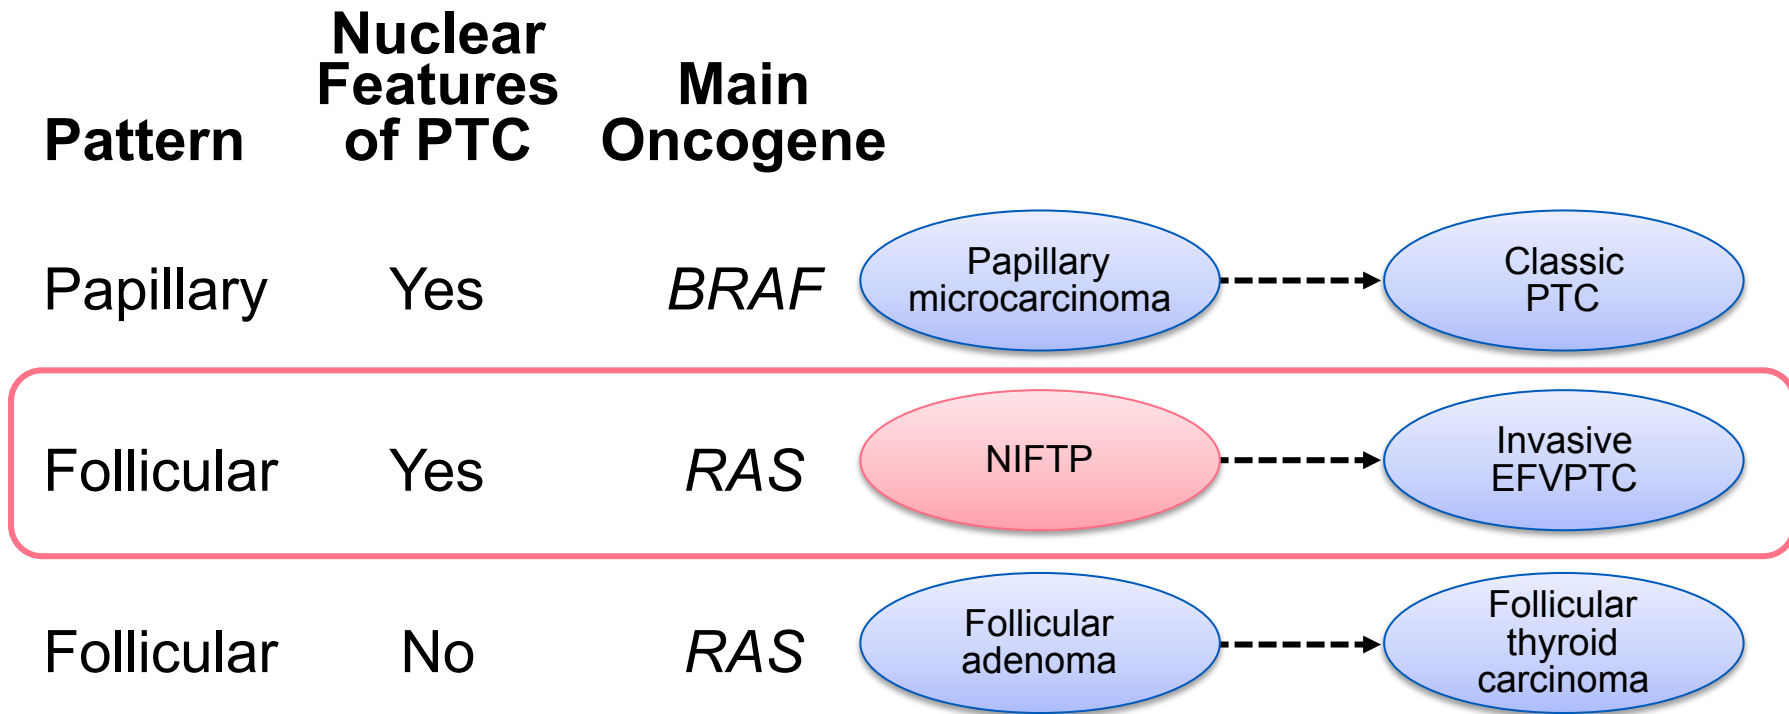 Nuclear
Features
of PTC
Main
Oncogene
Pattern
Papillary Yes BRAF
Papillary
microcarcinoma
Classic
PTC
Follicular Yes RAS
NIFTP
Invasive
EFVPTC
Follicular No RAS
Follicular
adenoma
Follicular
thyroid
carcinoma